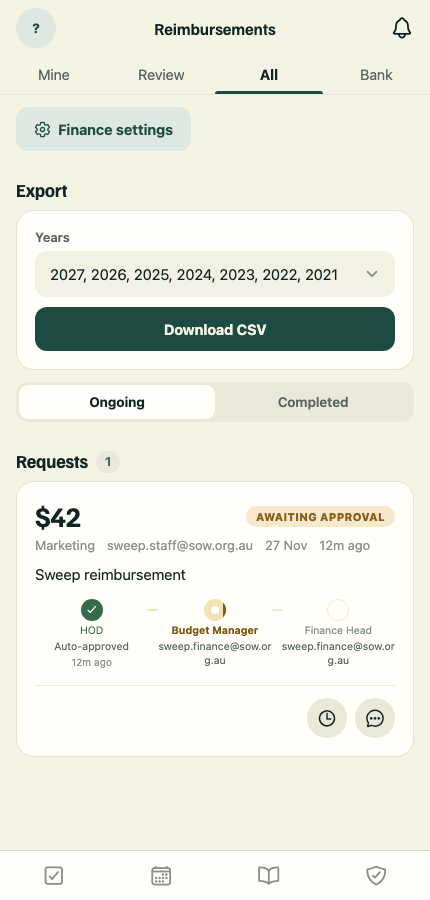 ?
Reimbursements
Mine Review All Bank
Finance settings
Export
Years
2027, 2026, 2025, 2024, 2023, 2022, 2021
Download CSV
Ongoing Completed
Requests 1
$42 AWAITING APPROVAL
Marketing sweep.staff@sow.org.au 27 Nov 12m ago
Sweep reimbursement
HOD
Auto-approved
12m ago
Budget Manager
sweep.finance@sow.or
g.au
Finance Head
sweep.finance@sow.or
g.au